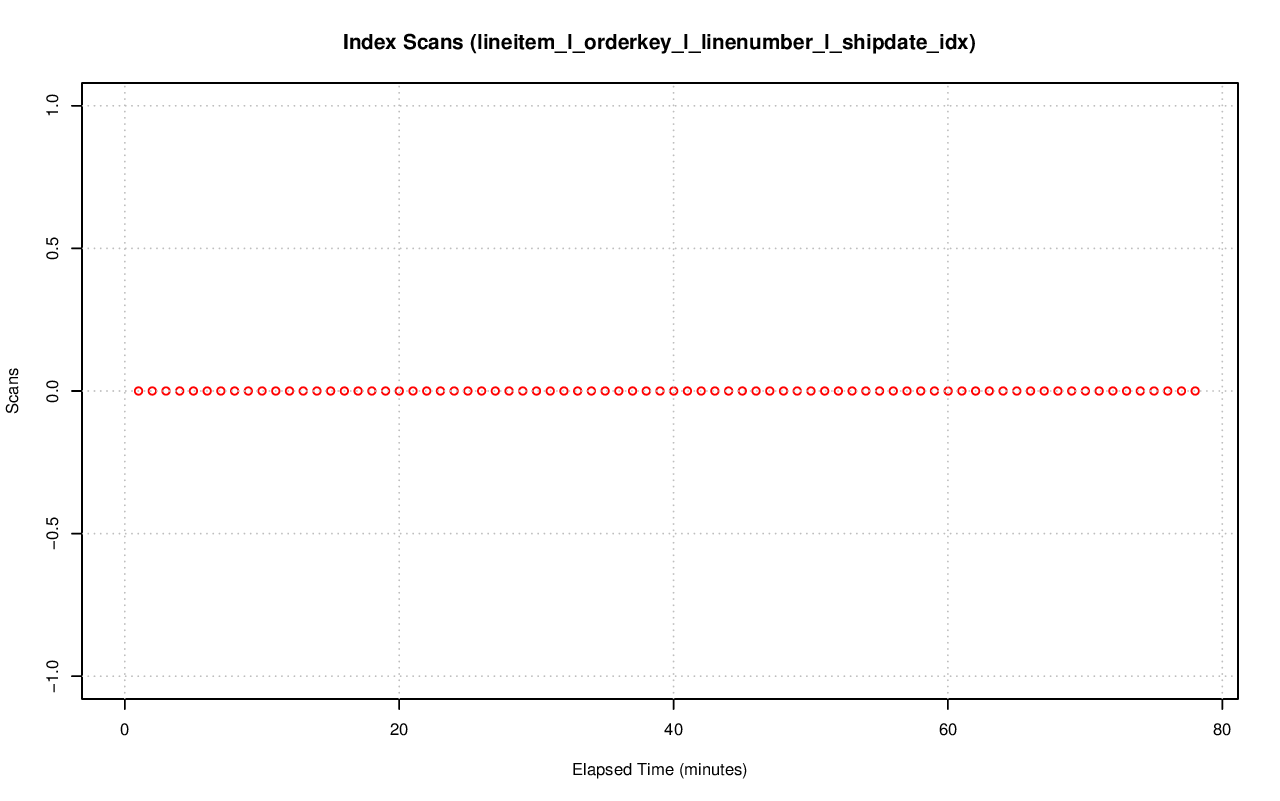 Index Scans (lineitem_l_orderkey_l_linenumber_l_shipdate_idx)
1.0
0.5
0.0
−0.5
−1.0
Scans
0 20 40 60 80
Elapsed Time (minutes)